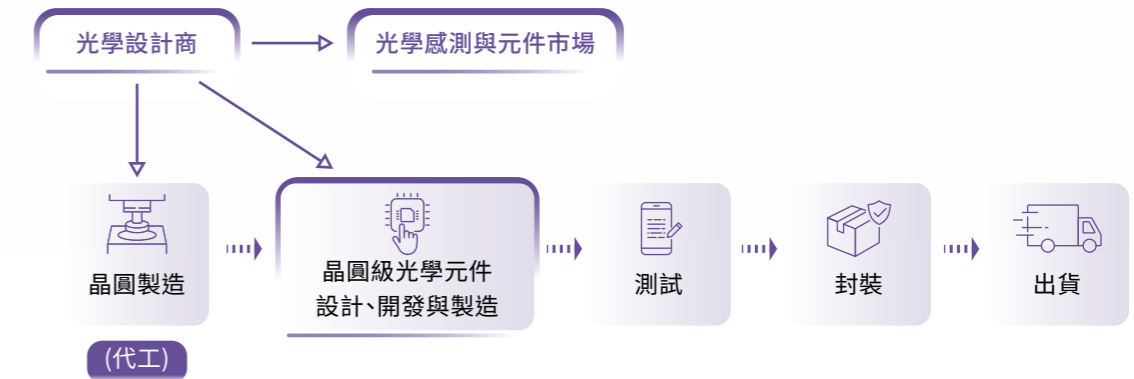 光學設計商
光學感測與元件市場
晶圓製造
(代工)
晶圓級光學元件
設計、開發與製造
測試
封裝
出貨